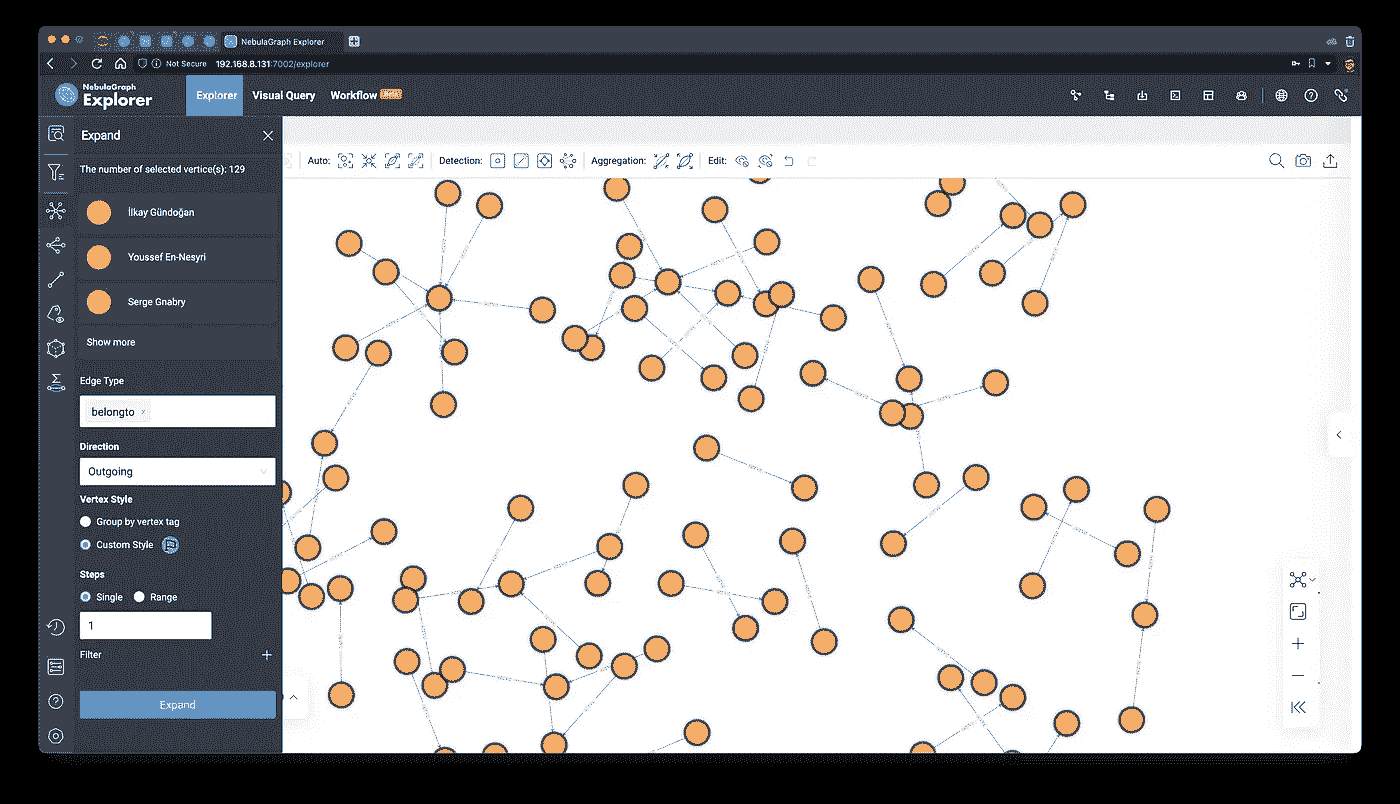 NebulaGraph Explorer
Not Secure 192.168.8.131:7002/explorer
NebulaGraph
Explorer
Explorer
Visual Query
Workflow BETA
Expand
The number of selected vertice(s): 129
Auto:
Detection:
Aggregation:
Edit:
İlkay Gündoğan
Youssef En-Nesyri
Serge Gnabry
Show more
Edge Type
belongto ×
Direction
Outgoing
Vertex Style
Group by vertex tag
Custom Style
Steps
Single
Range
1
Filter
Expand